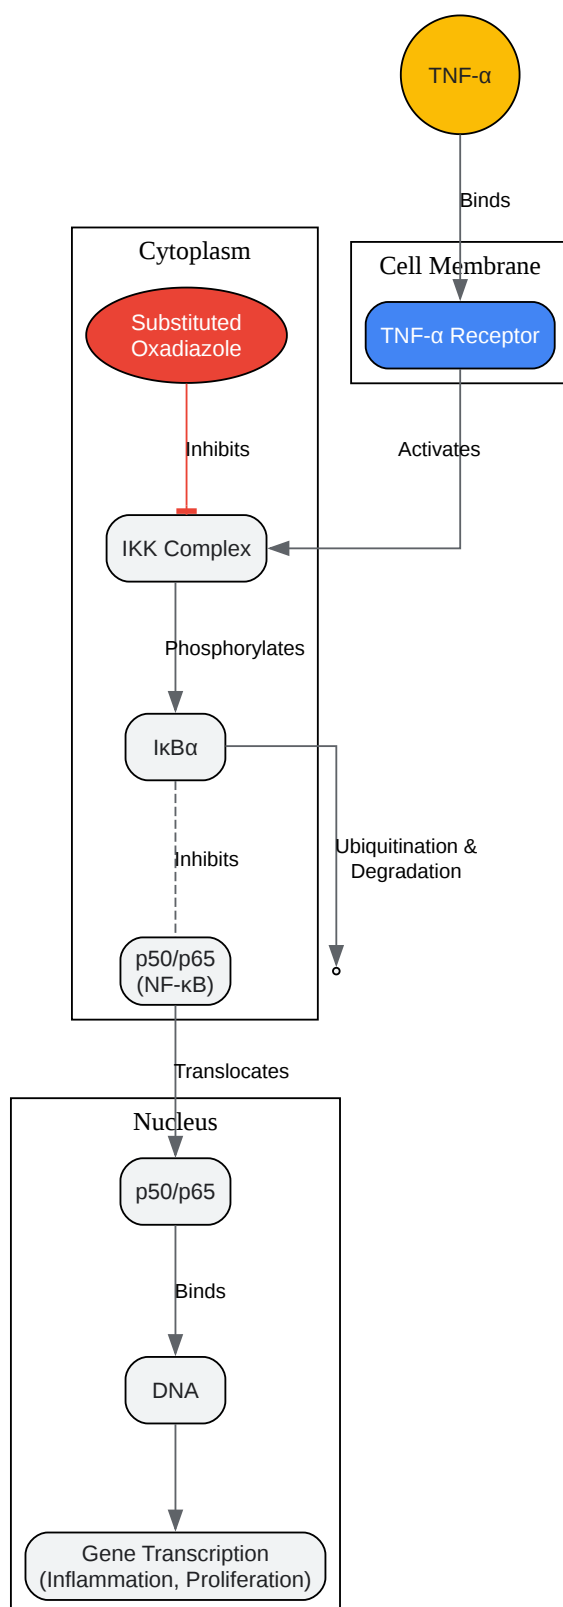 TNF-α
Binds
Cytoplasm
Cell Membrane
Substituted
Oxadiazole
TNF-α Receptor
Inhibits
Activates
IKK Complex
Phosphorylates
IκBα
Inhibits
Ubiquitination &
Degradation
p50/p65
(NF-κB)
Translocates
Nucleus
p50/p65
Binds
DNA
Gene Transcription
(Inflammation, Proliferation)